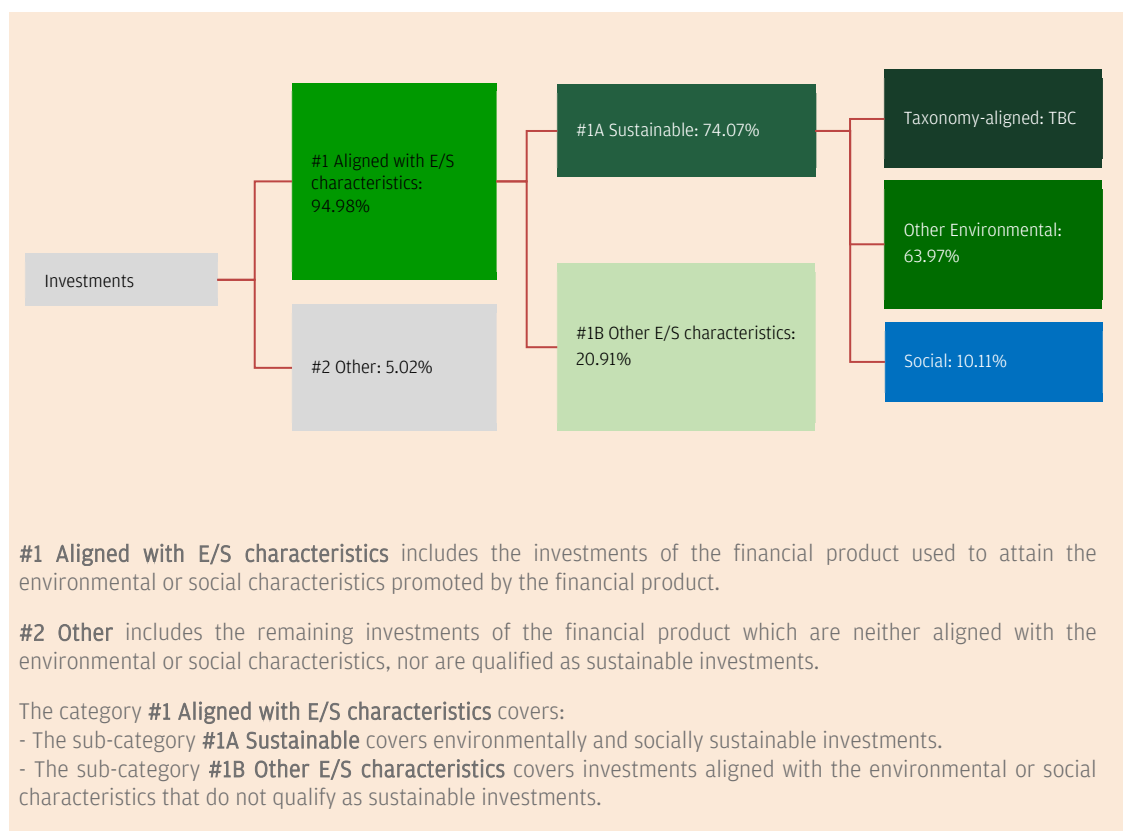 Investments
#1 Aligned with E/S
characteristics:
94.98%
#2 Other: 5.02%
#1A Sustainable: 74.07%
#1B Other E/S characteristics:
20.91%
Taxonomy-aligned: TBC
Other Environmental:
63.97%
Social: 10.11%
#1 Aligned with E/S characteristics includes the investments of the financial product used to attain the
environmental or social characteristics promoted by the financial product.
#2 Other includes the remaining investments of the financial product which are neither aligned with the
environmental or social characteristics, nor are qualified as sustainable investments.
The category #1 Aligned with E/S characteristics covers:
- The sub-category #1A Sustainable covers environmentally and socially sustainable investments.
- The sub-category #1B Other E/S characteristics covers investments aligned with the environmental or social
characteristics that do not qualify as sustainable investments.